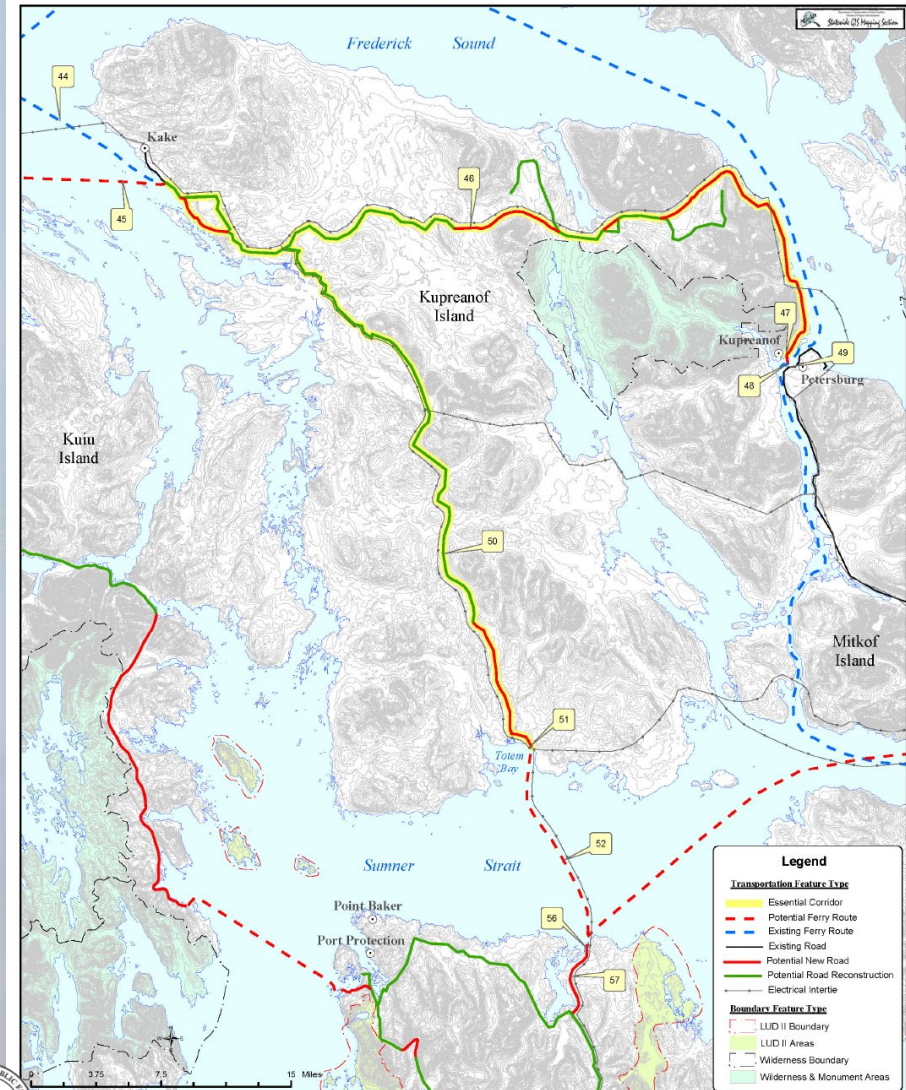 Statewide GIS Mapping Section
Frederick Sound
44
Kake
45
46
Kupreanof
Island
47
Kupreanof
49
48
Petersburg
Kuiu
Island
50
Mitkof
Island
51
Totem
Bay
52
Sumner Strait
Point Baker
56
Port Protection
57
Legend
Transportation Feature Type
Essential Corridor
Potential Ferry Route
Existing Ferry Route
Existing Road
Potential New Road
Potential Road Reconstruction
Electrical Intertie
Boundary Feature Type
LUD II Boundary
LUD II Areas
Wilderness Boundary
Wilderness & Monument Areas
0 3.75 7.5 15 Miles